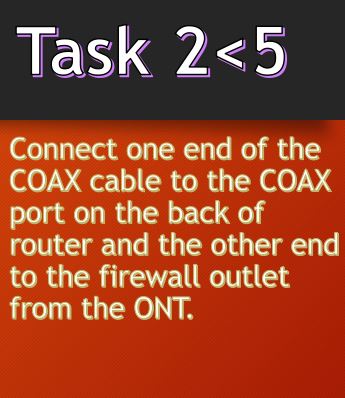 Task 2<5
Connect one end of the
COAX cable to the COAX
port on the back of
router and the other end
to the firewall outlet
from the ONT.